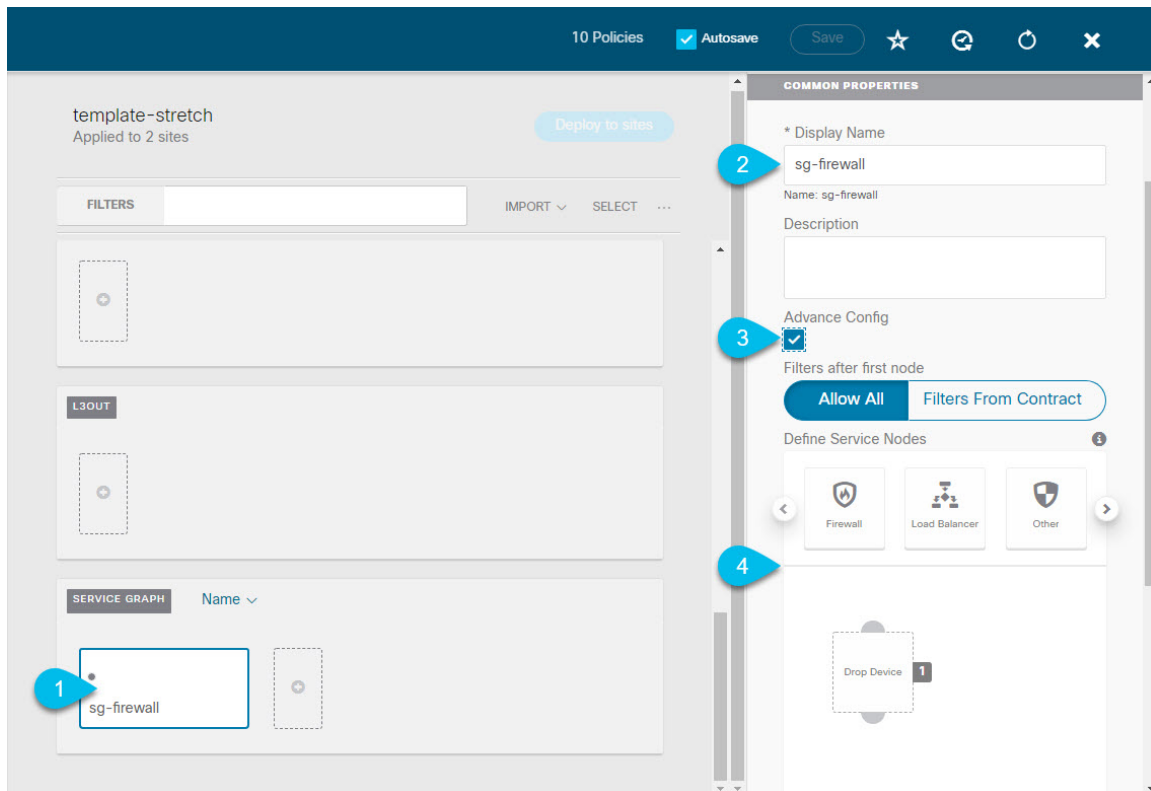 10 Policies
Autosave
Save
template-stretch
Applied to 2 sites
Deploy to sites
FILTERS
IMPORT
SELECT
...
L3OUT
SERVICE GRAPH
Name
1
sg-firewall
COMMON PROPERTIES
* Display Name
2
sg-firewall
Name: sg-firewall
Description
Advance Config
3
Filters after first node
Allow All
Filters From Contract
Define Service Nodes
Firewall
Load Balancer
Other
4
Drop Device
1